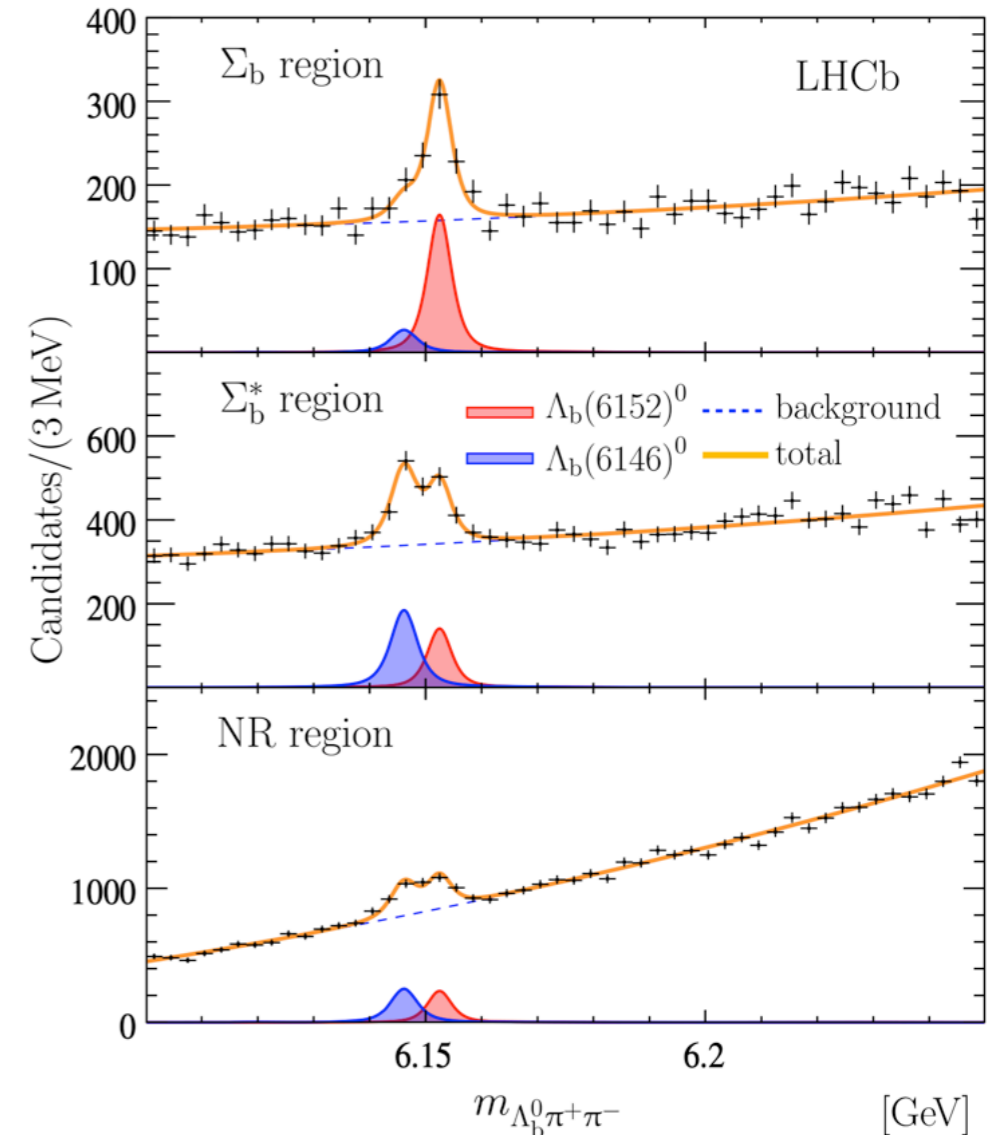 400
Σb region
LHCb
300
200
100
Σb* region
Λb(6152)⁰
background
600
Λb(6146)⁰
total
400
200
Candidates/(3 MeV)
NR region
2000
1000
0
6.15
6.2
mΛb⁰π⁺π⁻
[GeV]